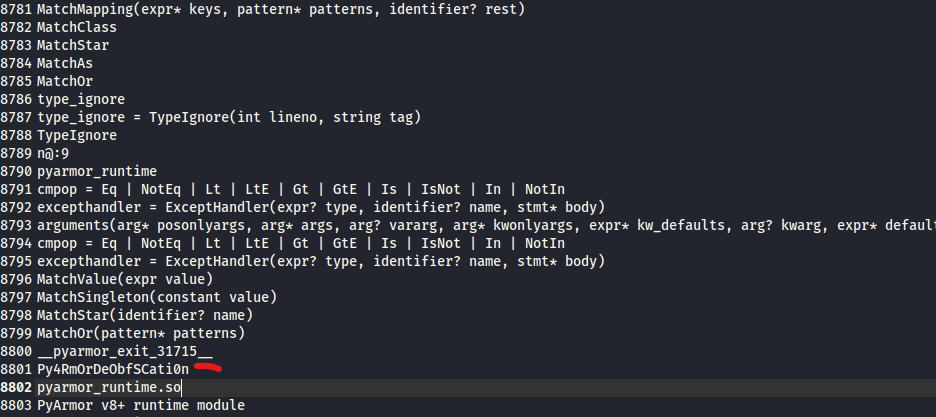 8781 MatchMapping(expr* keys, pattern* patterns, identifier? rest)
8782 MatchClass
8783 MatchStar
8784 MatchAs
8785 MatchOr
8786 type_ignore
8787 type_ignore = TypeIgnore(int lineno, string tag)
8788 TypeIgnore
8789 n@:9
8790 pyarmor_runtime
8791 cmpop = Eq | NotEq | Lt | LtE | Gt | GtE | Is | IsNot | In | NotIn
8792 excepthandler = ExceptHandler(expr? type, identifier? name, stmt* body)
8793 arguments(arg* posonlyargs, arg* args, arg? vararg, arg* kwonlyargs, expr* kw_defaults, arg? kwarg, expr* default
8794 cmpop = Eq | NotEq | Lt | LtE | Gt | GtE | Is | IsNot | In | NotIn
8795 excepthandler = ExceptHandler(expr? type, identifier? name, stmt* body)
8796 MatchValue(expr value)
8797 MatchSingleton(constant value)
8798 MatchStar(identifier? name)
8799 MatchOr(pattern* patterns)
8800 __pyarmor_exit_31715__
8801 Py4RmOrDeObfSCati0n
8802 pyarmor_runtime.so
8803 PyArmor v8+ runtime module